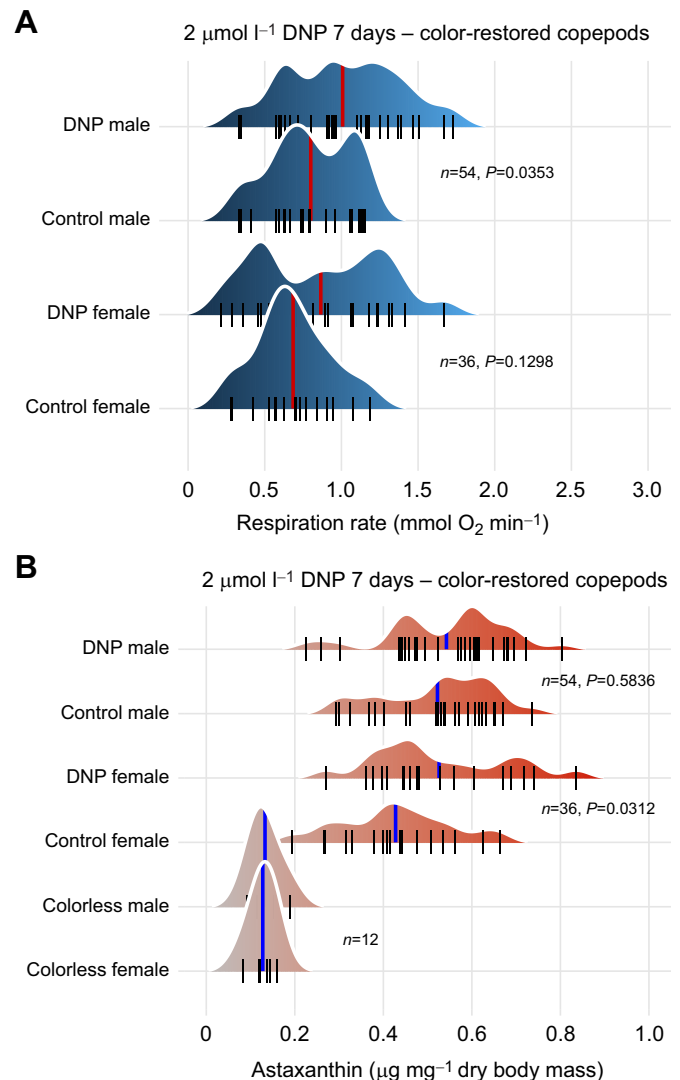 A
2 μmol l⁻¹ DNP 7 days – color-restored copepods
DNP male
n=54, P=0.0353
Control male
DNP female
n=36, P=0.1298
Control female
0 0.5 1.0 1.5 2.0 2.5 3.0
Respiration rate (mmol O₂ min⁻¹)
B
2 μmol l⁻¹ DNP 7 days – color-restored copepods
DNP male
n=54, P=0.5836
Control male
DNP female
n=36, P=0.0312
Control female
Colorless male
n=12
Colorless female
0 0.2 0.4 0.6 0.8 1.0
Astaxanthin (μg mg⁻¹ dry body mass)